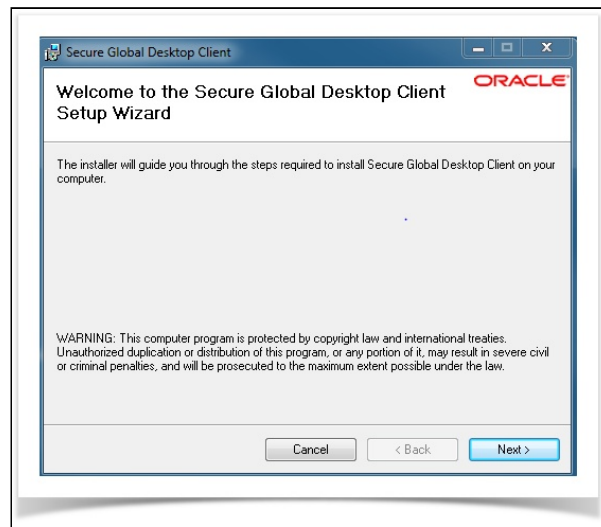 Secure Global Desktop Client
ORACLE
Welcome to the Secure Global Desktop Client
Setup Wizard
The installer will guide you through the steps required to install Secure Global Desktop Client on your
computer.
WARNING: This computer program is protected by copyright law and international treaties.
Unauthorized duplication or distribution of this program, or any portion of it, may result in severe civil
or criminal penalties, and will be prosecuted to the maximum extent possible under the law.
Cancel
< Back
Next >